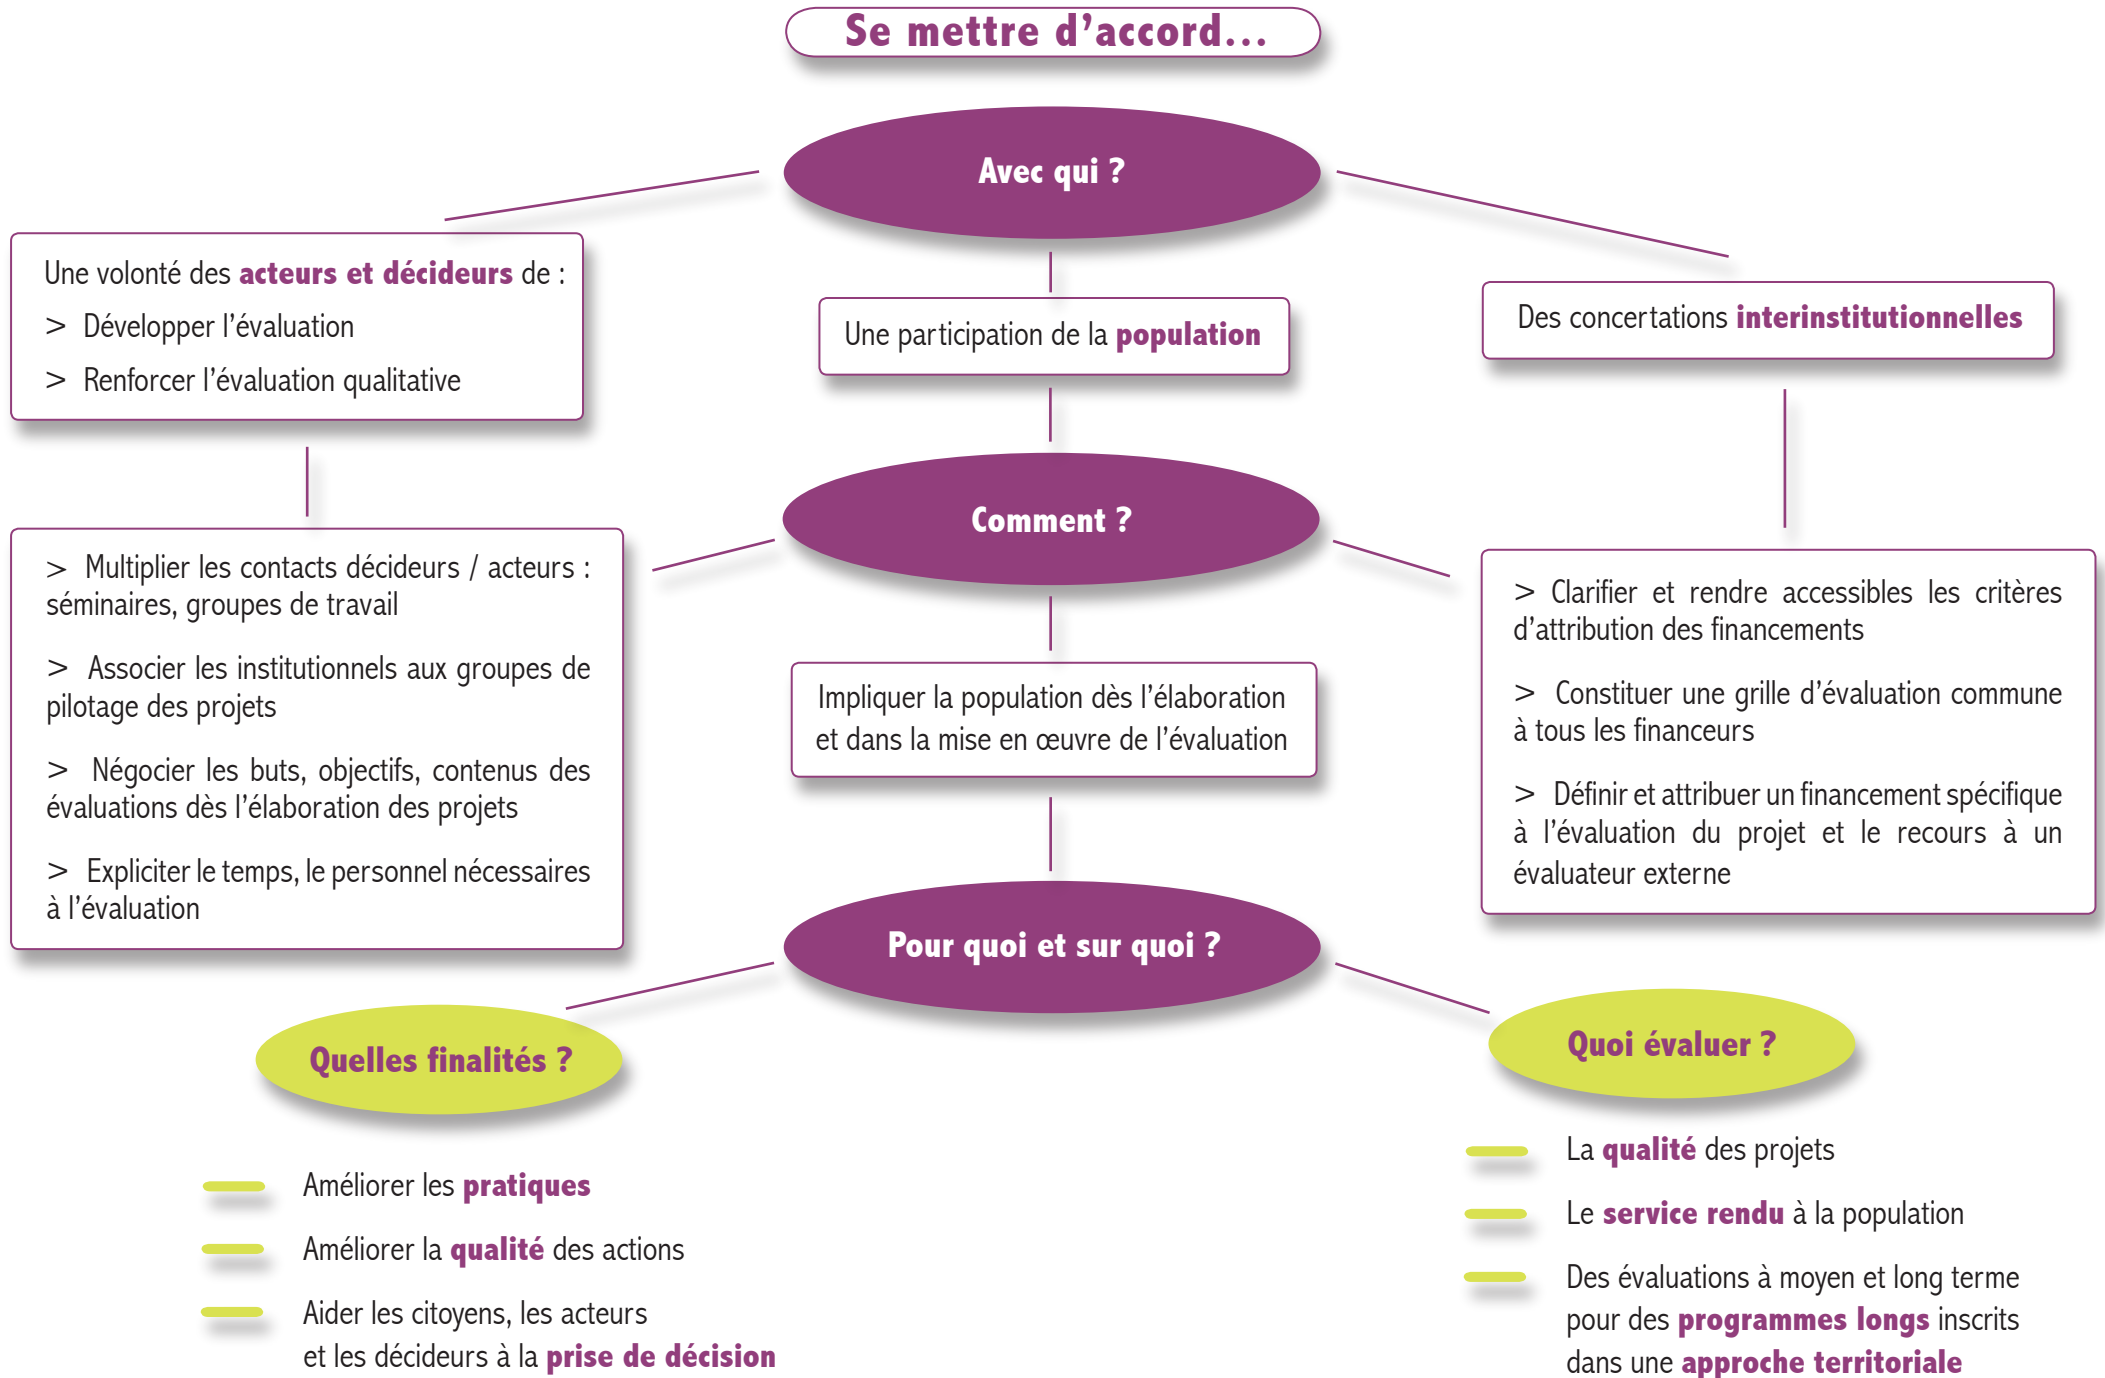 Se mettre d’accord…
Avec qui ?
Une volonté des acteurs et décideurs de :
> Développer l’évaluation
> Renforcer l’évaluation qualitative
Une participation de la population
Des concertations interinstitutionnelles
Comment ?
> Multiplier les contacts décideurs / acteurs :
séminaires, groupes de travail
> Associer les institutionnels aux groupes de
pilotage des projets
> Négocier les buts, objectifs, contenus des
évaluations dès l’élaboration des projets
> Expliciter le temps, le personnel nécessaires
à l’évaluation
Impliquer la population dès l’élaboration
et dans la mise en œuvre de l’évaluation
> Clarifier et rendre accessibles les critères
d’attribution des financements
> Constituer une grille d’évaluation commune
à tous les financeurs
> Définir et attribuer un financement spécifique
à l’évaluation du projet et le recours à un
évaluateur externe
Pour quoi et sur quoi ?
Quelles finalités ?
Améliorer les pratiques
Améliorer la qualité des actions
Aider les citoyens, les acteurs
et les décideurs à la prise de décision
Quoi évaluer ?
La qualité des projets
Le service rendu à la population
Des évaluations à moyen et long terme
pour des programmes longs inscrits
dans une approche territoriale